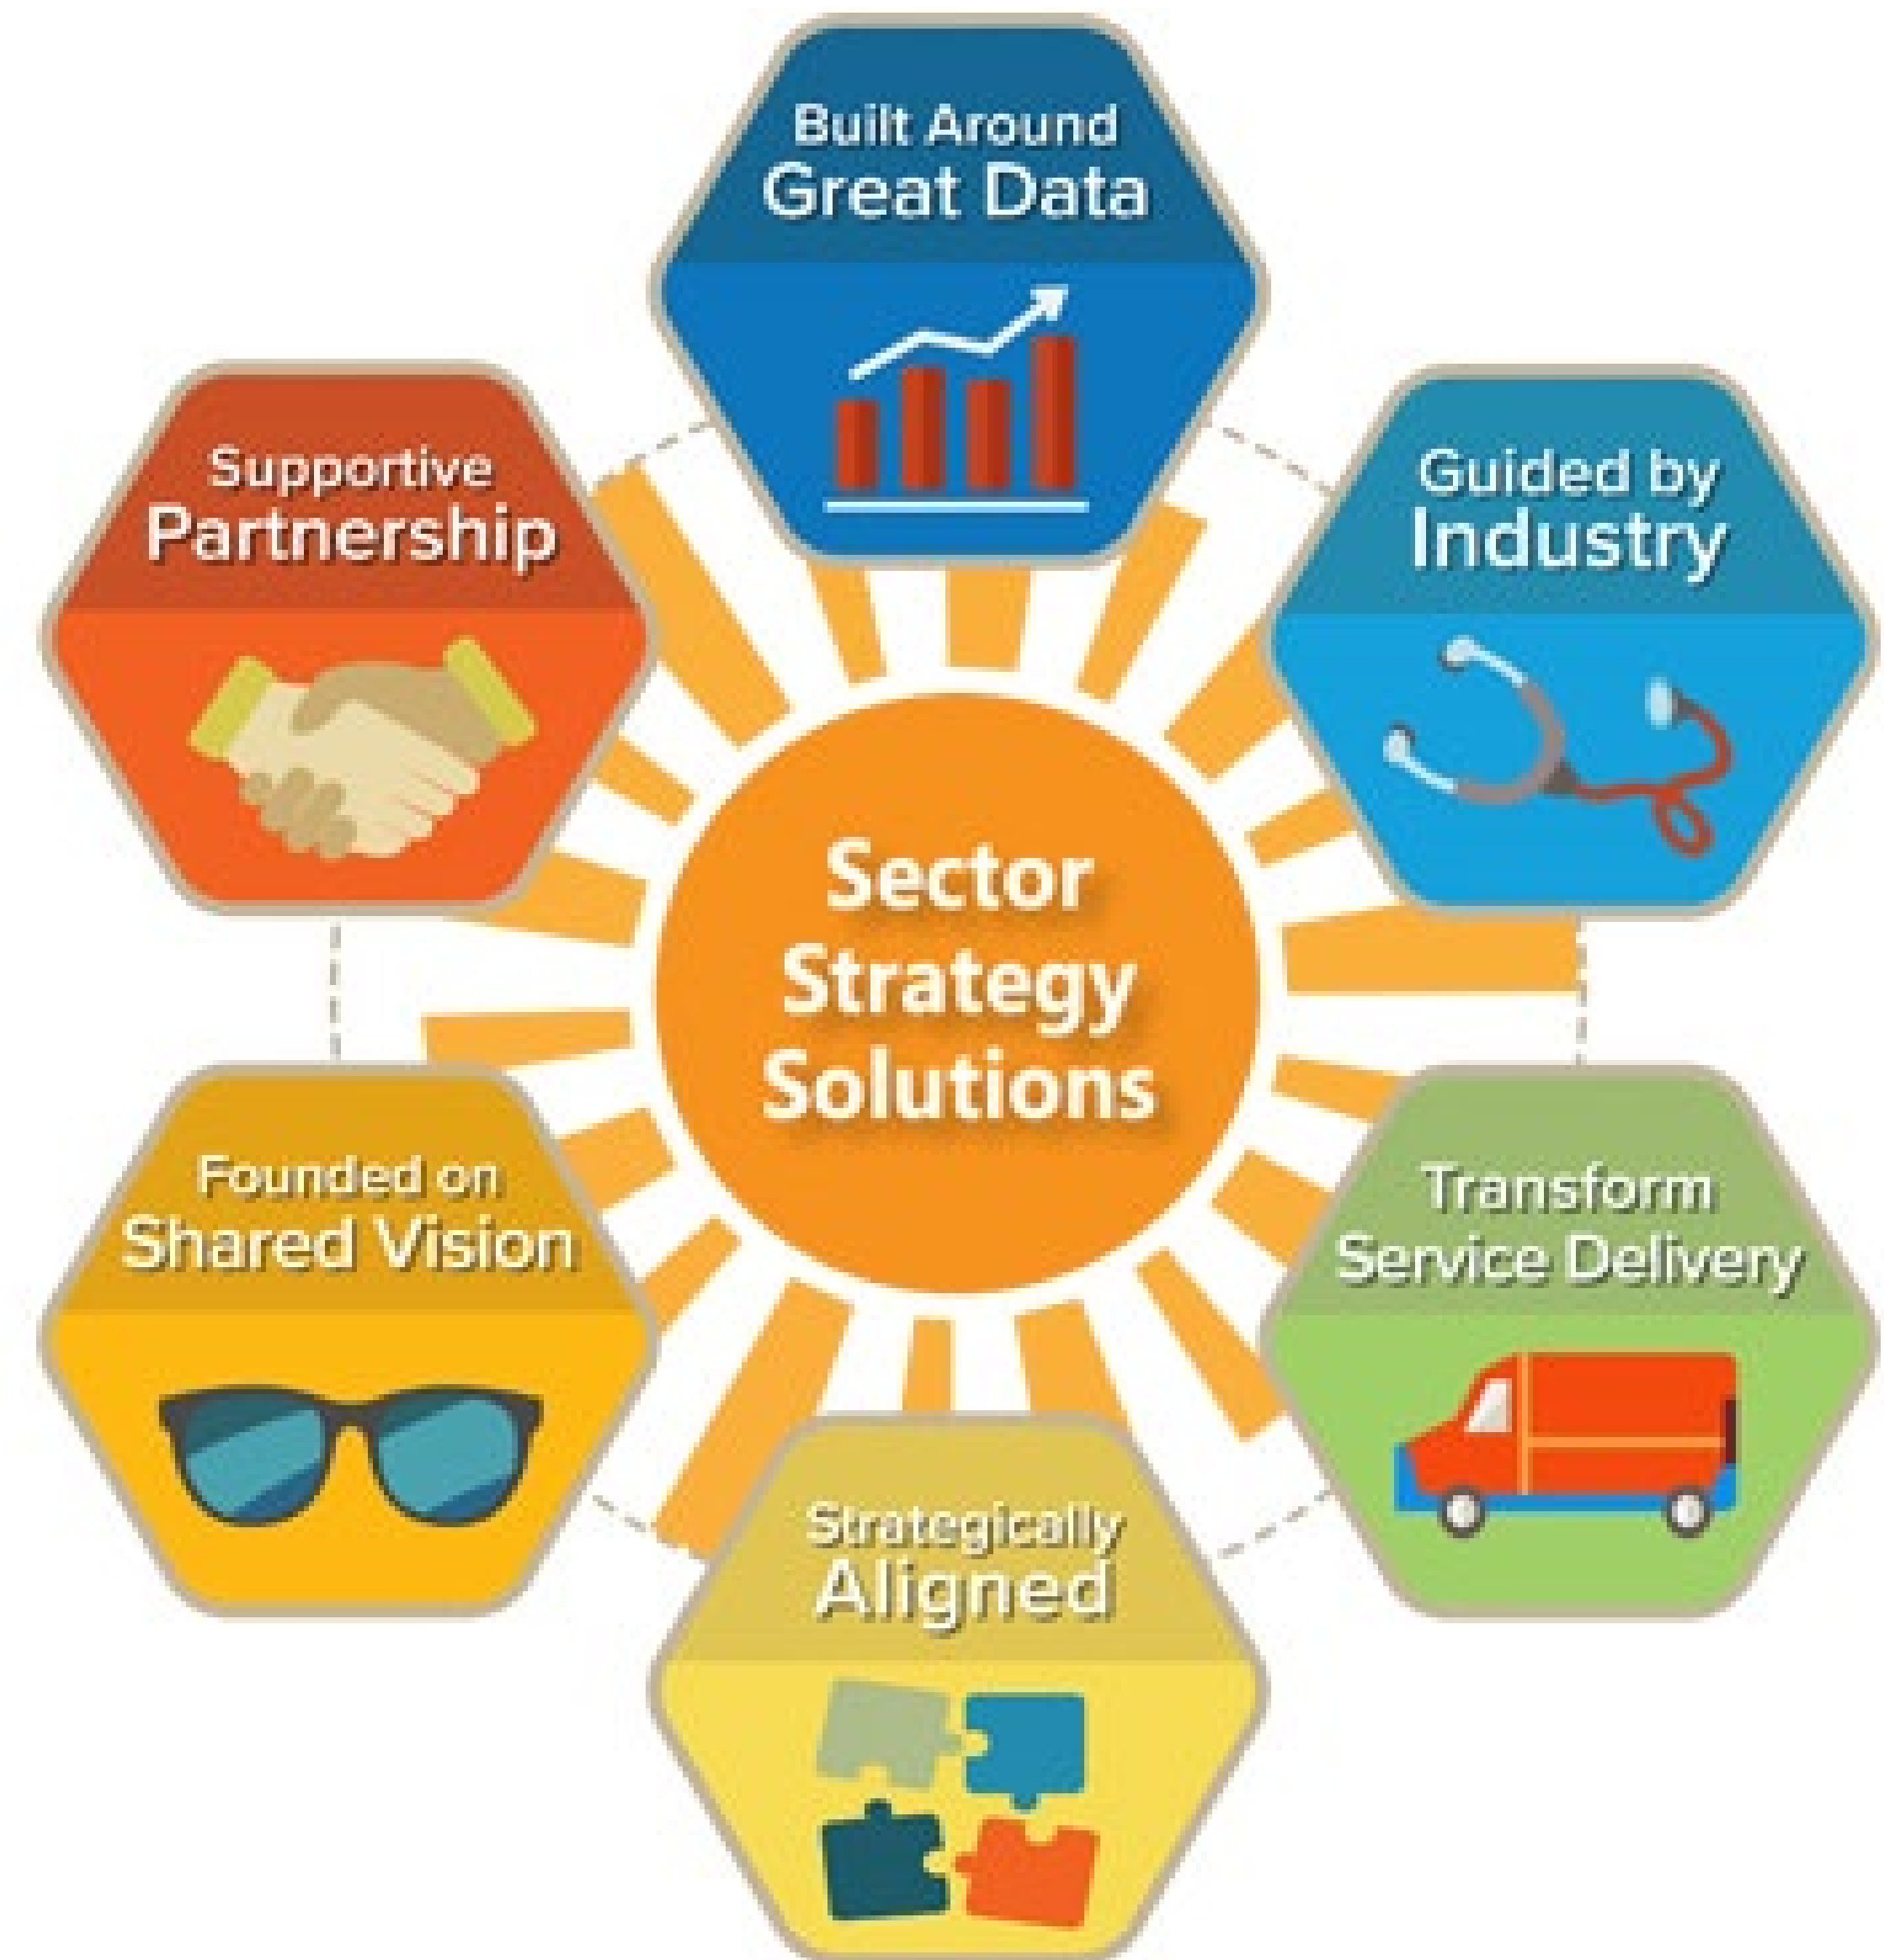 Built Around
Great Data
Supportive
Partnership
Guided by
Industry
Sector
Strategy
Solutions
Founded on
Shared Vision
Transform
Service Delivery
Strategically
Aligned